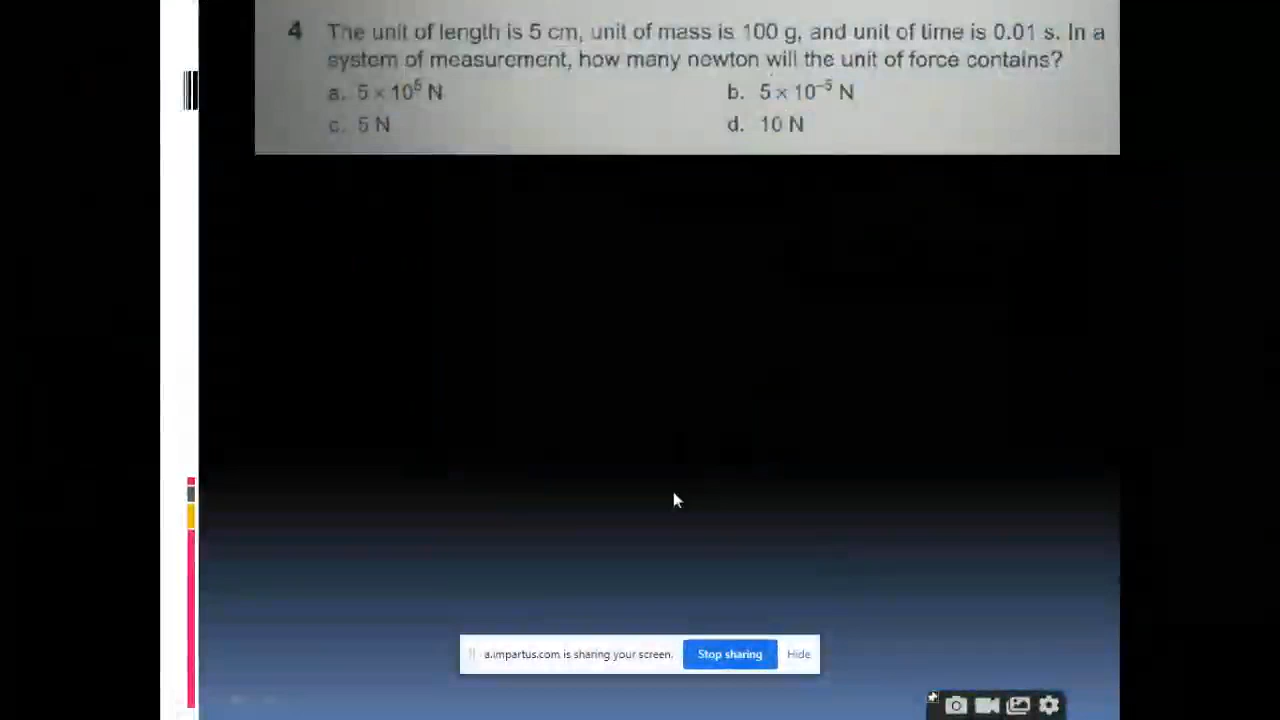 4 The unit of length is 5 cm, unit of mass is 100 g, and unit of time is 0.01 s. In a
system of measurement, how many newton will the unit of force contains?
a. 5 × 10⁵ N b. 5 × 10⁻⁵ N
c. 5 N d. 10 N
a.impartus.com is sharing your screen. Stop sharing Hide